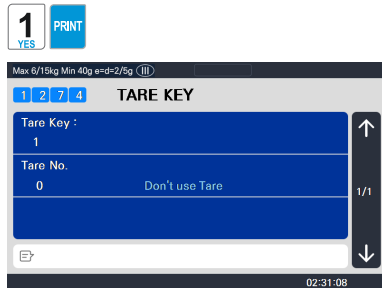 1 PRINT
YES
Max 6/15kg Min 40g e=d=2/5g III
1 2 7 4 TARE KEY
Tare Key :
1
Tare No.
0 Don't use Tare
1/1
02:31:08